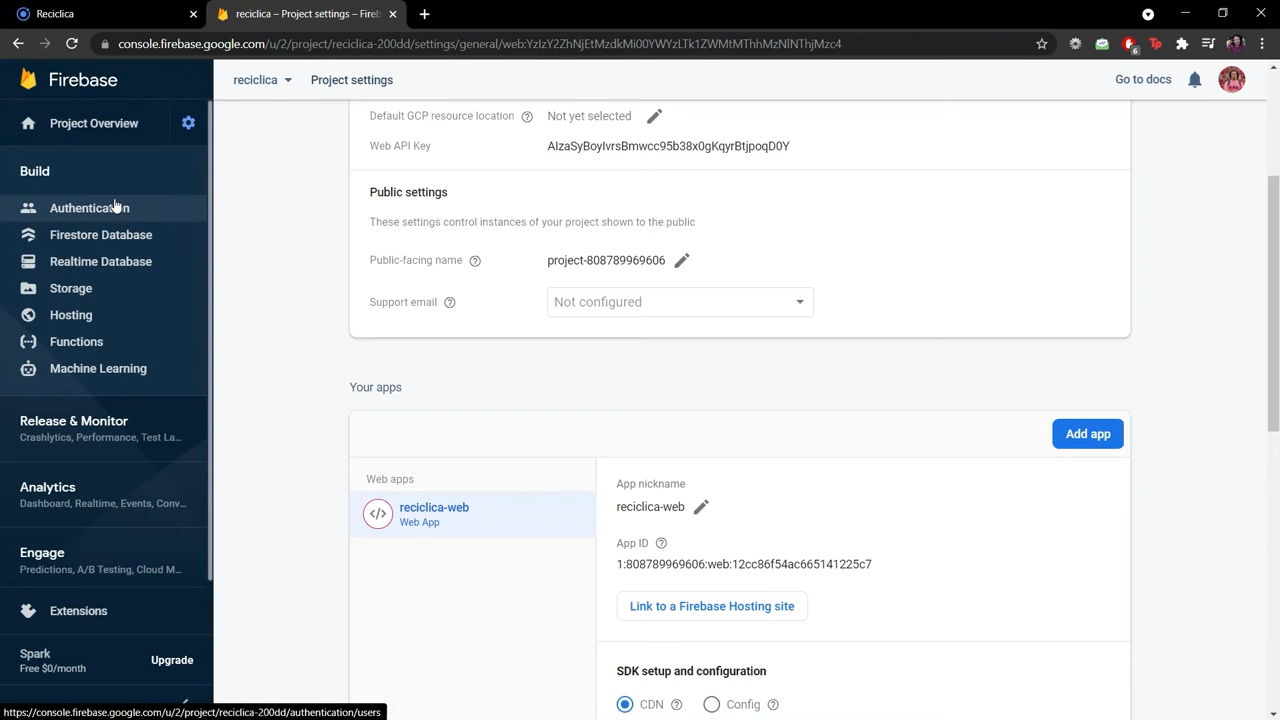 Reciclica
reciclica – Project settings – Fireb
console.firebase.google.com/u/2/project/reciclica-200dd/settings/general/web:YzIzY2ZhNjEtMzdkMi00YWYzLTk1ZWMtMThhMzNlNThjMzc4
6
Firebase
reciclica
Project settings
Go to docs
Project Overview
Default GCP resource location
Not yet selected
Web API Key
AIzaSyBoyIvrsBmwcc95b38x0gKqyrBtjpoqD0Y
Build
Public settings
Authentication
These settings control instances of your project shown to the public
Firestore Database
Realtime Database
Public-facing name
project-808789969606
Storage
Support email
Not configured
Hosting
Functions
Machine Learning
Your apps
Release & Monitor
Crashlytics, Performance, Test La...
Add app
Web apps
App nickname
Analytics
Dashboard, Realtime, Events, Conv...
reciclica-web
Web App
reciclica-web
App ID
Engage
Predictions, A/B Testing, Cloud M...
1:808789969606:web:12cc86f54ac665141225c7
Extensions
Link to a Firebase Hosting site
Spark
Free $0/month
Upgrade
SDK setup and configuration
CDN
Config
https://console.firebase.google.com/u/2/project/reciclica-200dd/authentication/users